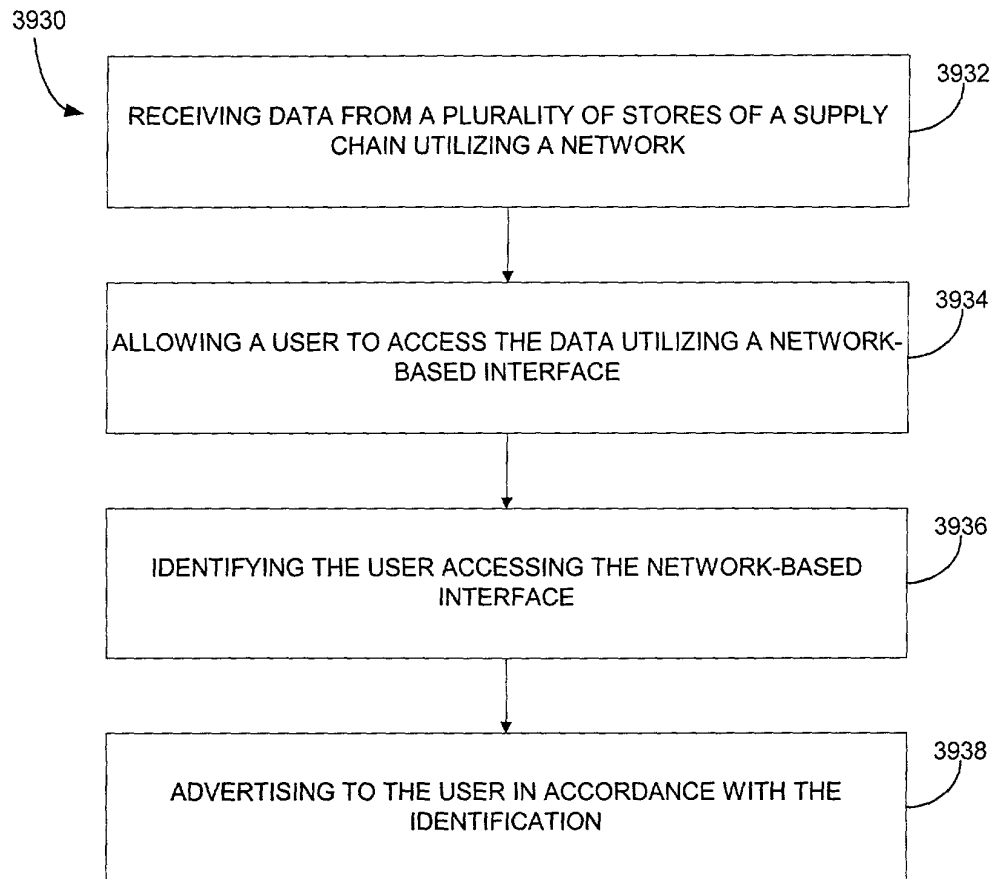 3930
3932
RECEIVING DATA FROM A PLURALITY OF STORES OF A SUPPLY
CHAIN UTILIZING A NETWORK
3934
ALLOWING A USER TO ACCESS THE DATA UTILIZING A NETWORK-
BASED INTERFACE
3936
IDENTIFYING THE USER ACCESSING THE NETWORK-BASED
INTERFACE
3938
ADVERTISING TO THE USER IN ACCORDANCE WITH THE
IDENTIFICATION